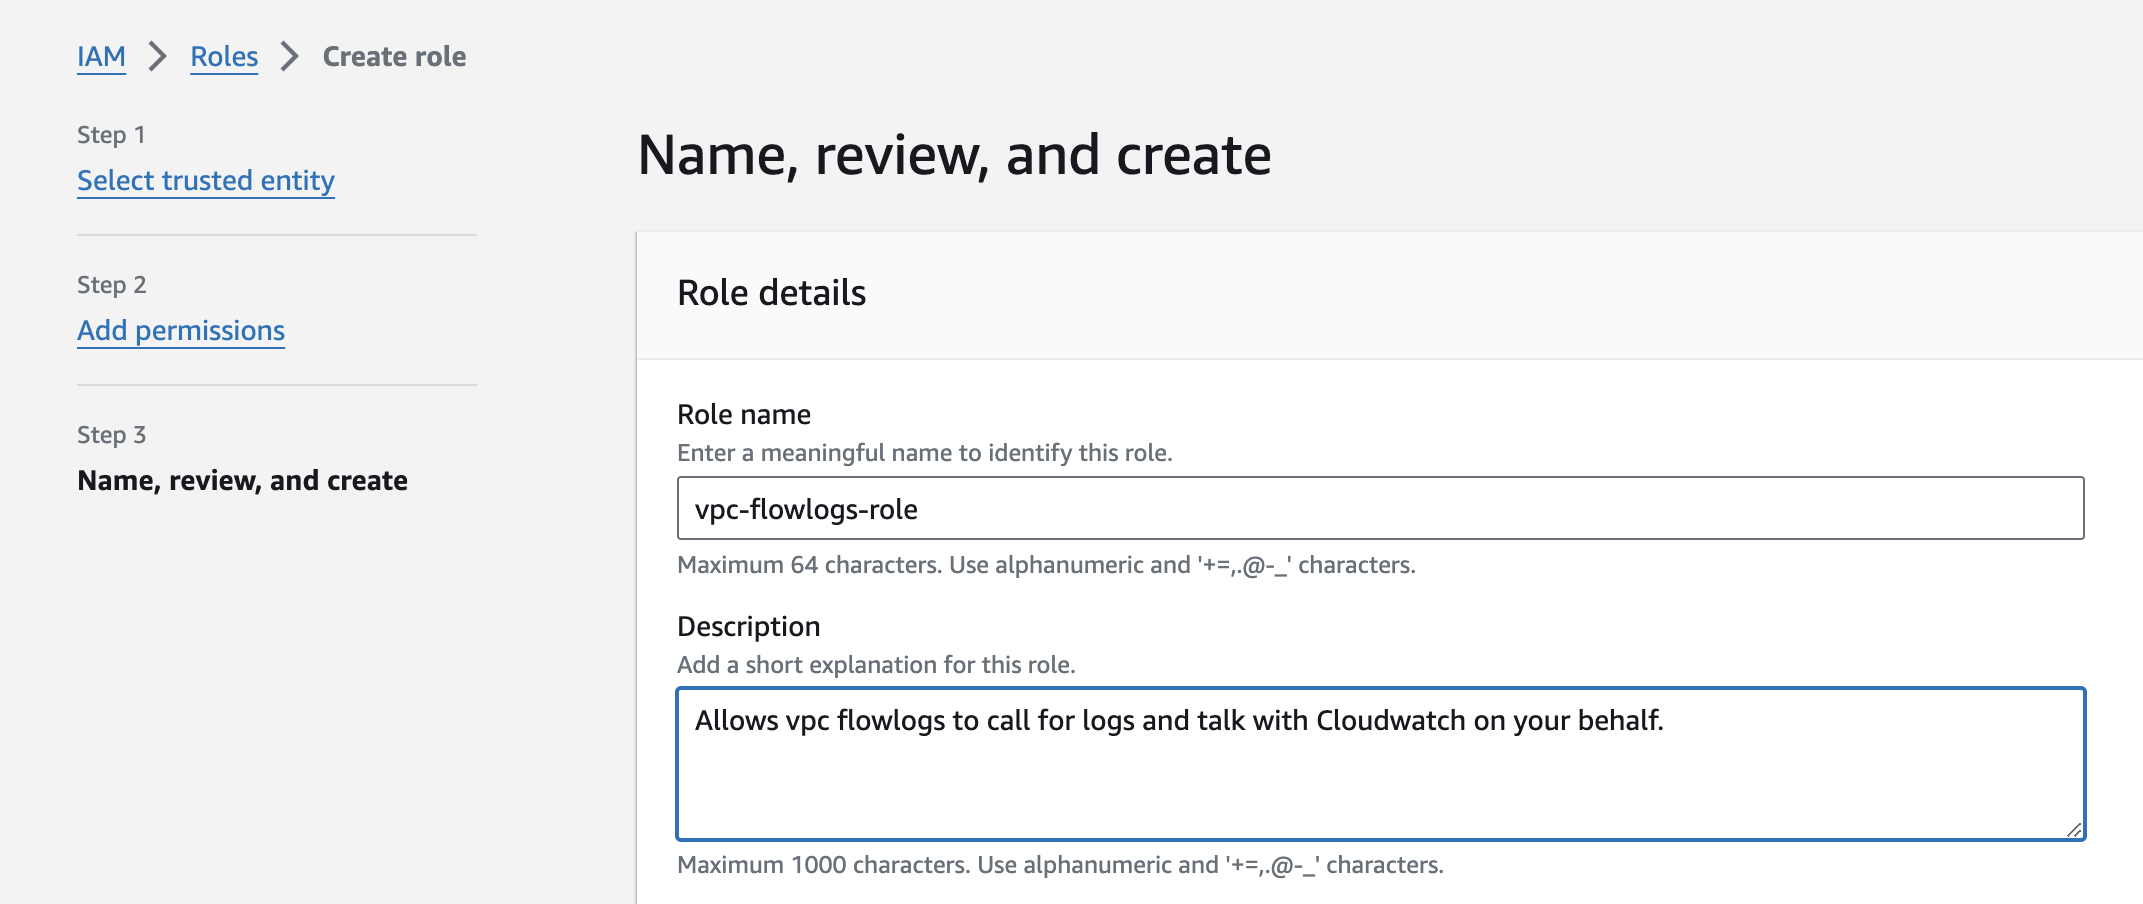 IAM > Roles > Create role
Step 1
Select trusted entity
Step 2
Add permissions
Step 3
Name, review, and create
Name, review, and create
Role details
Role name
Enter a meaningful name to identify this role.
vpc-flowlogs-role
Maximum 64 characters. Use alphanumeric and '+=,.@-_' characters.
Description
Add a short explanation for this role.
Allows vpc flowlogs to call for logs and talk with Cloudwatch on your behalf.
Maximum 1000 characters. Use alphanumeric and '+=,.@-_' characters.